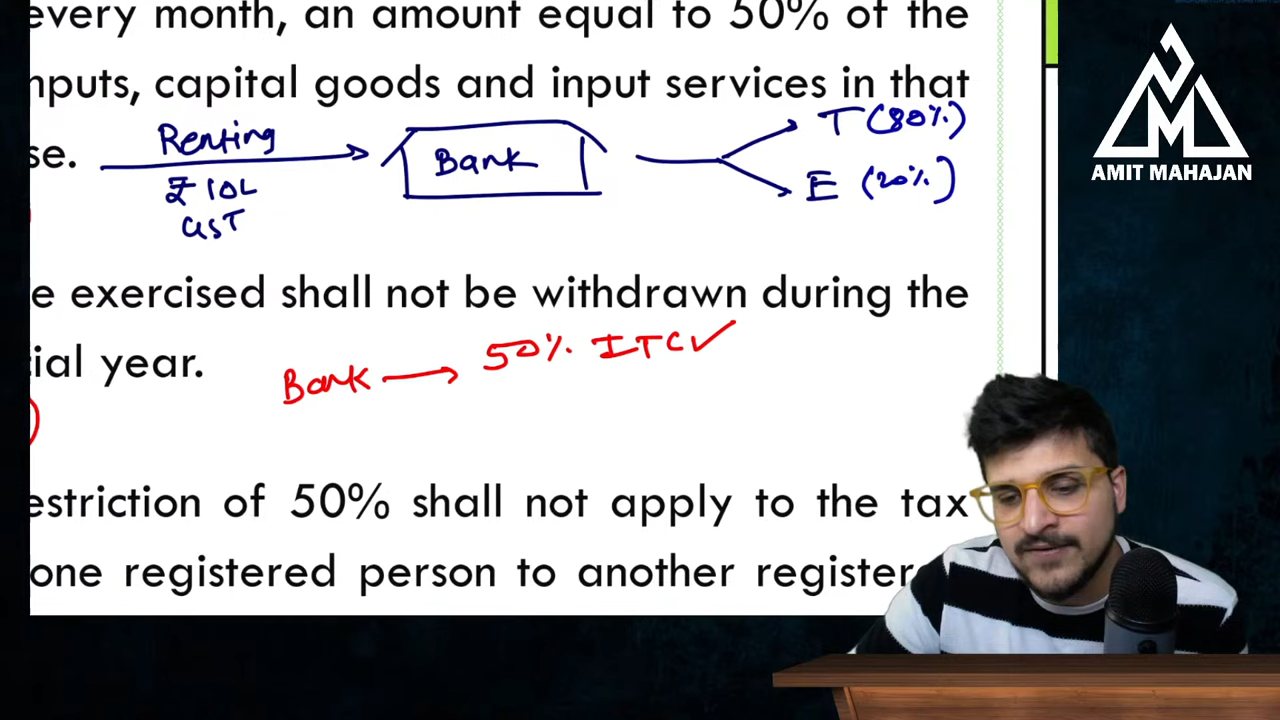 every month, an amount equal to 50% of the
nputs, capital goods and input services in that
se.
Renting
₹ 10L
GST
Bank
T (80%)
E (20%)
e exercised shall not be withdrawn during the
cial year.
Bank → 50% ITC ✓
estriction of 50% shall not apply to the tax
one registered person to another register
AMIT MAHAJAN